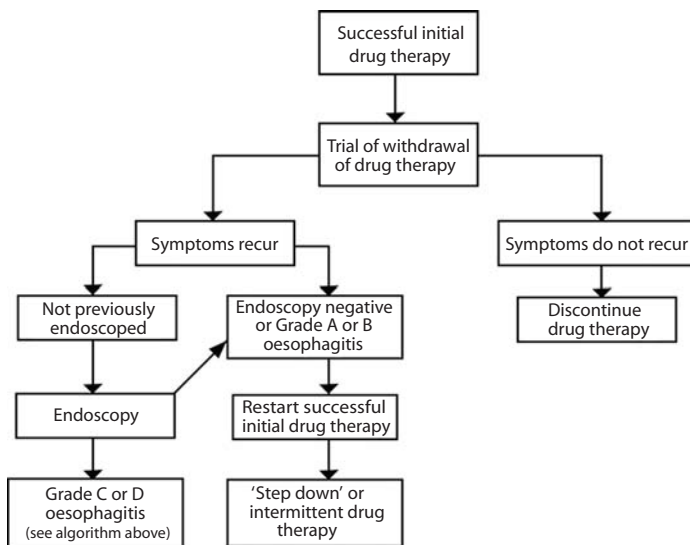 Successful initial
drug therapy
Trial of withdrawal
of drug therapy
Symptoms recur
Symptoms do not recur
Not previously
endoscoped
Endoscopy negative
or Grade A or B
oesophagitis
Discontinue
drug therapy
Endoscopy
Restart successful
initial drug therapy
Grade C or D
oesophagitis
(see algorithm above)
‘Step down’ or
intermittent drug
therapy